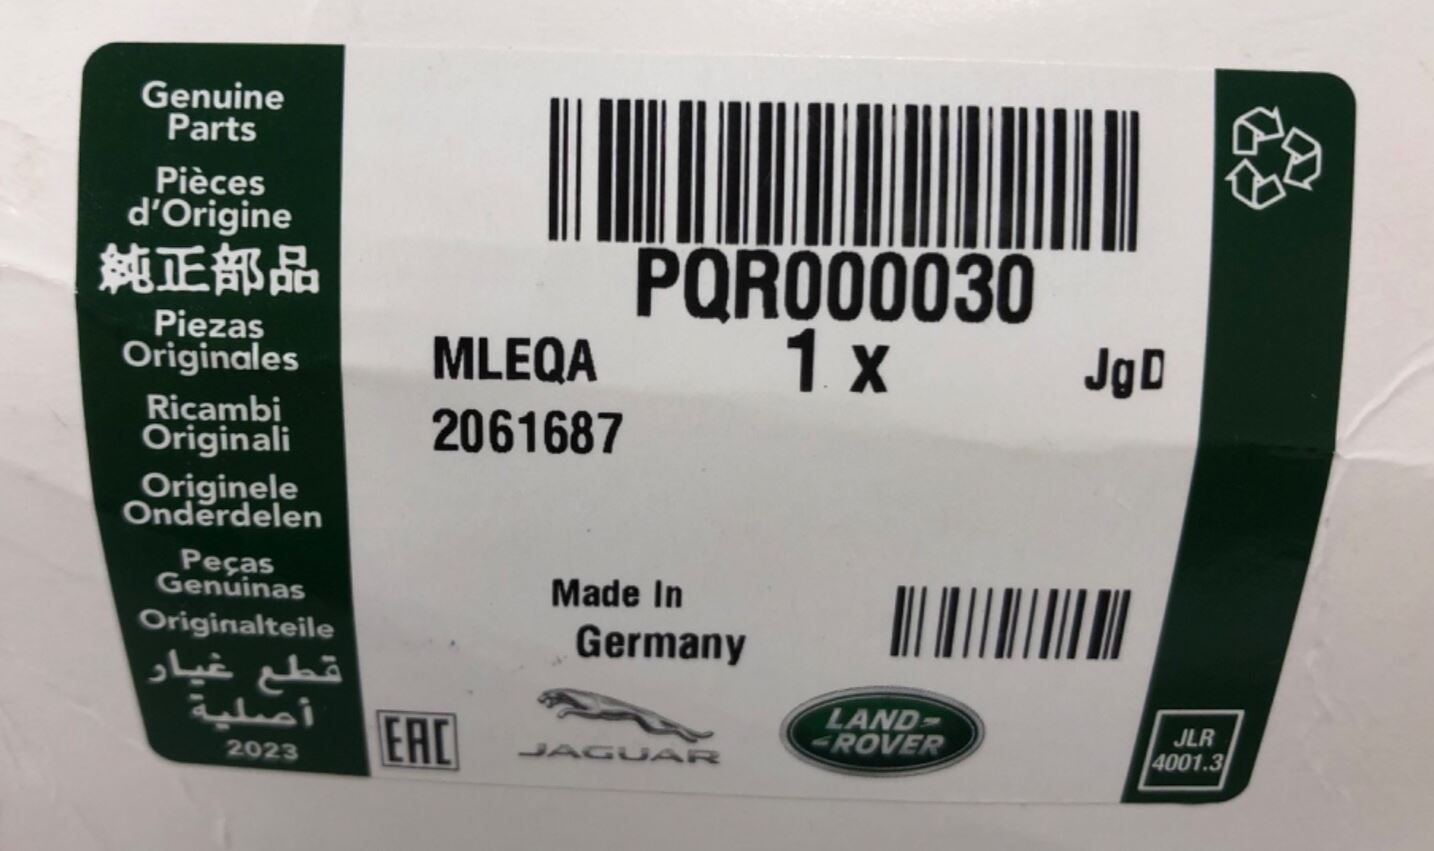 Genuine
Parts
Pièces
d'Origine
純正部品
Piezas
Originales
Ricambi
Originali
Originele
Onderdelen
Peças
Genuinas
Originalteile
قطع غيار
أصلية
2023
PQR000030
MLEQA
1 x
JgD
2061687
Made In
Germany
EAC
JAGUAR
LAND-
-ROVER
JLR
4001.3